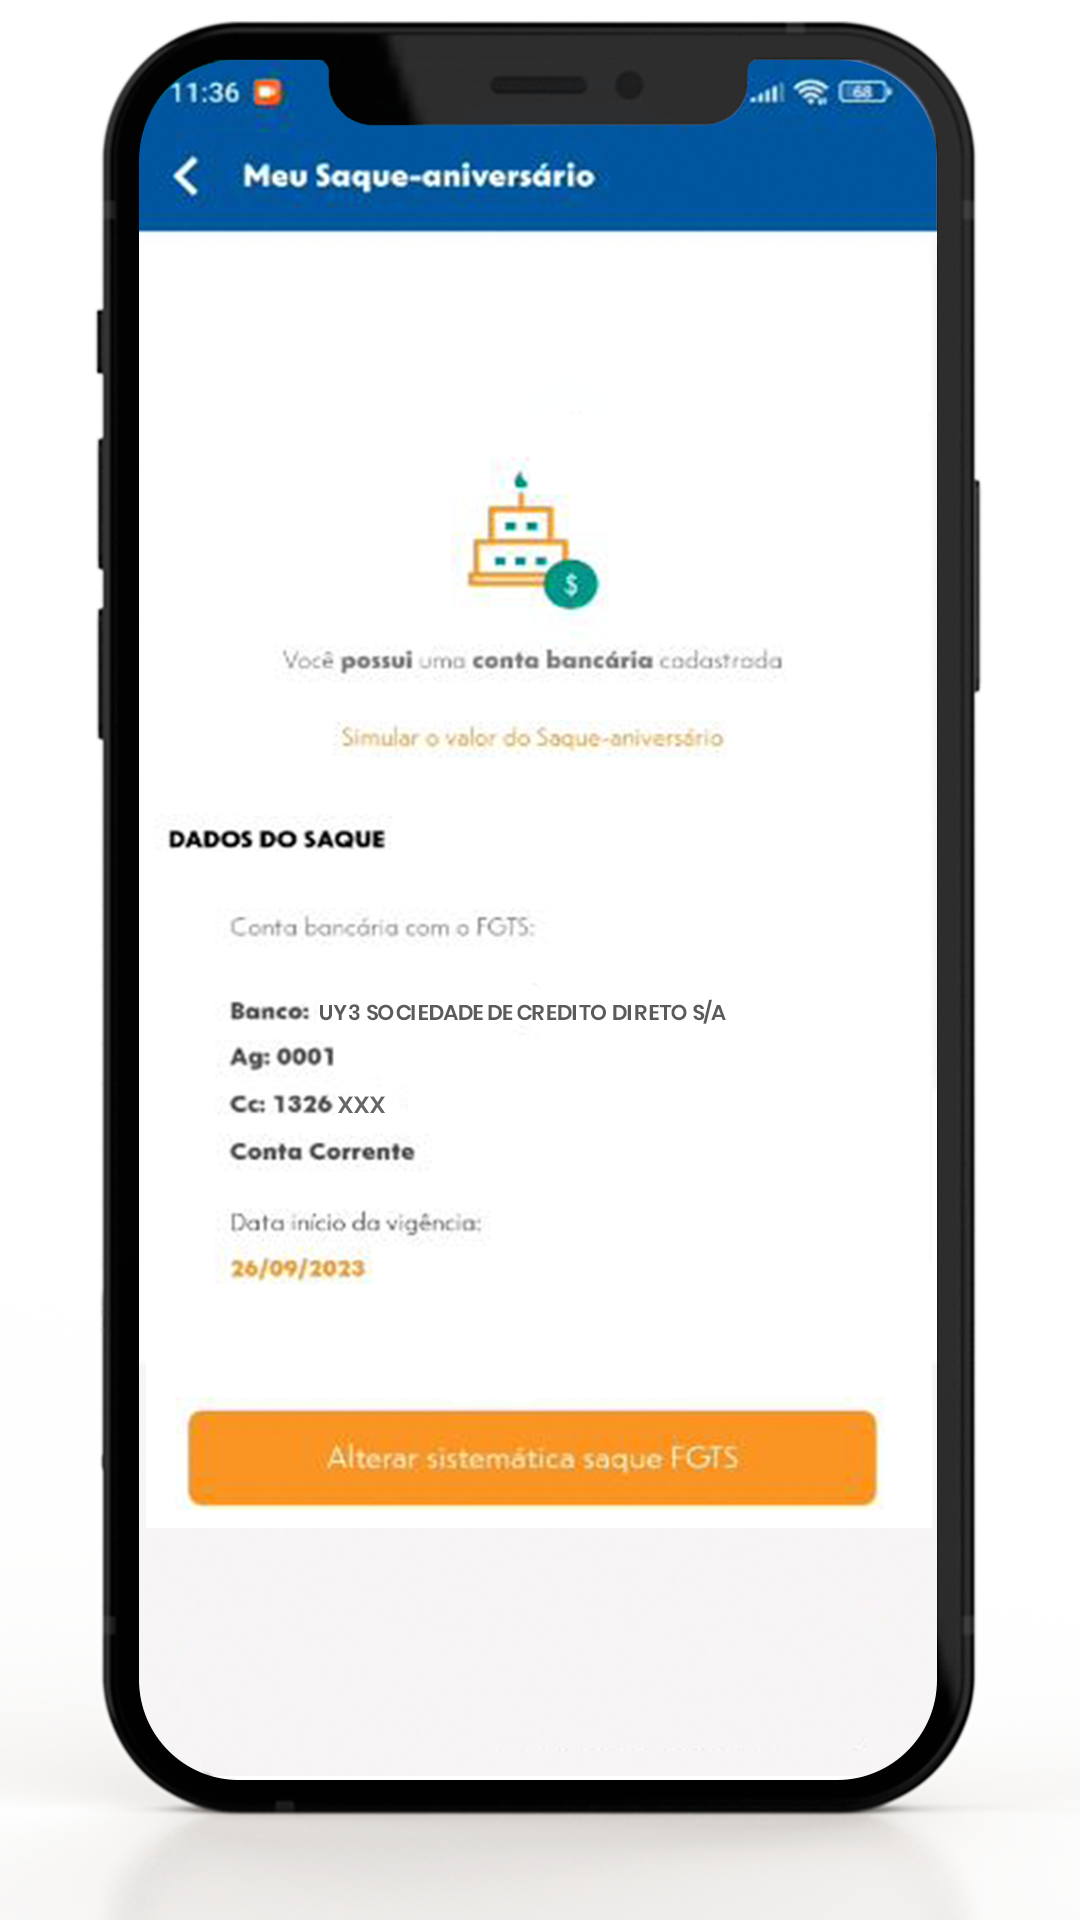 11:36
68
Meu Saque-aniversário
$
Você possui uma conta bancária cadastrada
Simular o valor do Saque-aniversário
DADOS DO SAQUE
Conta bancária com o FGTS:
Banco: UY3 SOCIEDADE DE CREDITO DIRETO S/A
Ag: 0001
Cc: 1326 XXX
Conta Corrente
Data início da vigência:
26/09/2023
Alterar sistemática saque FGTS